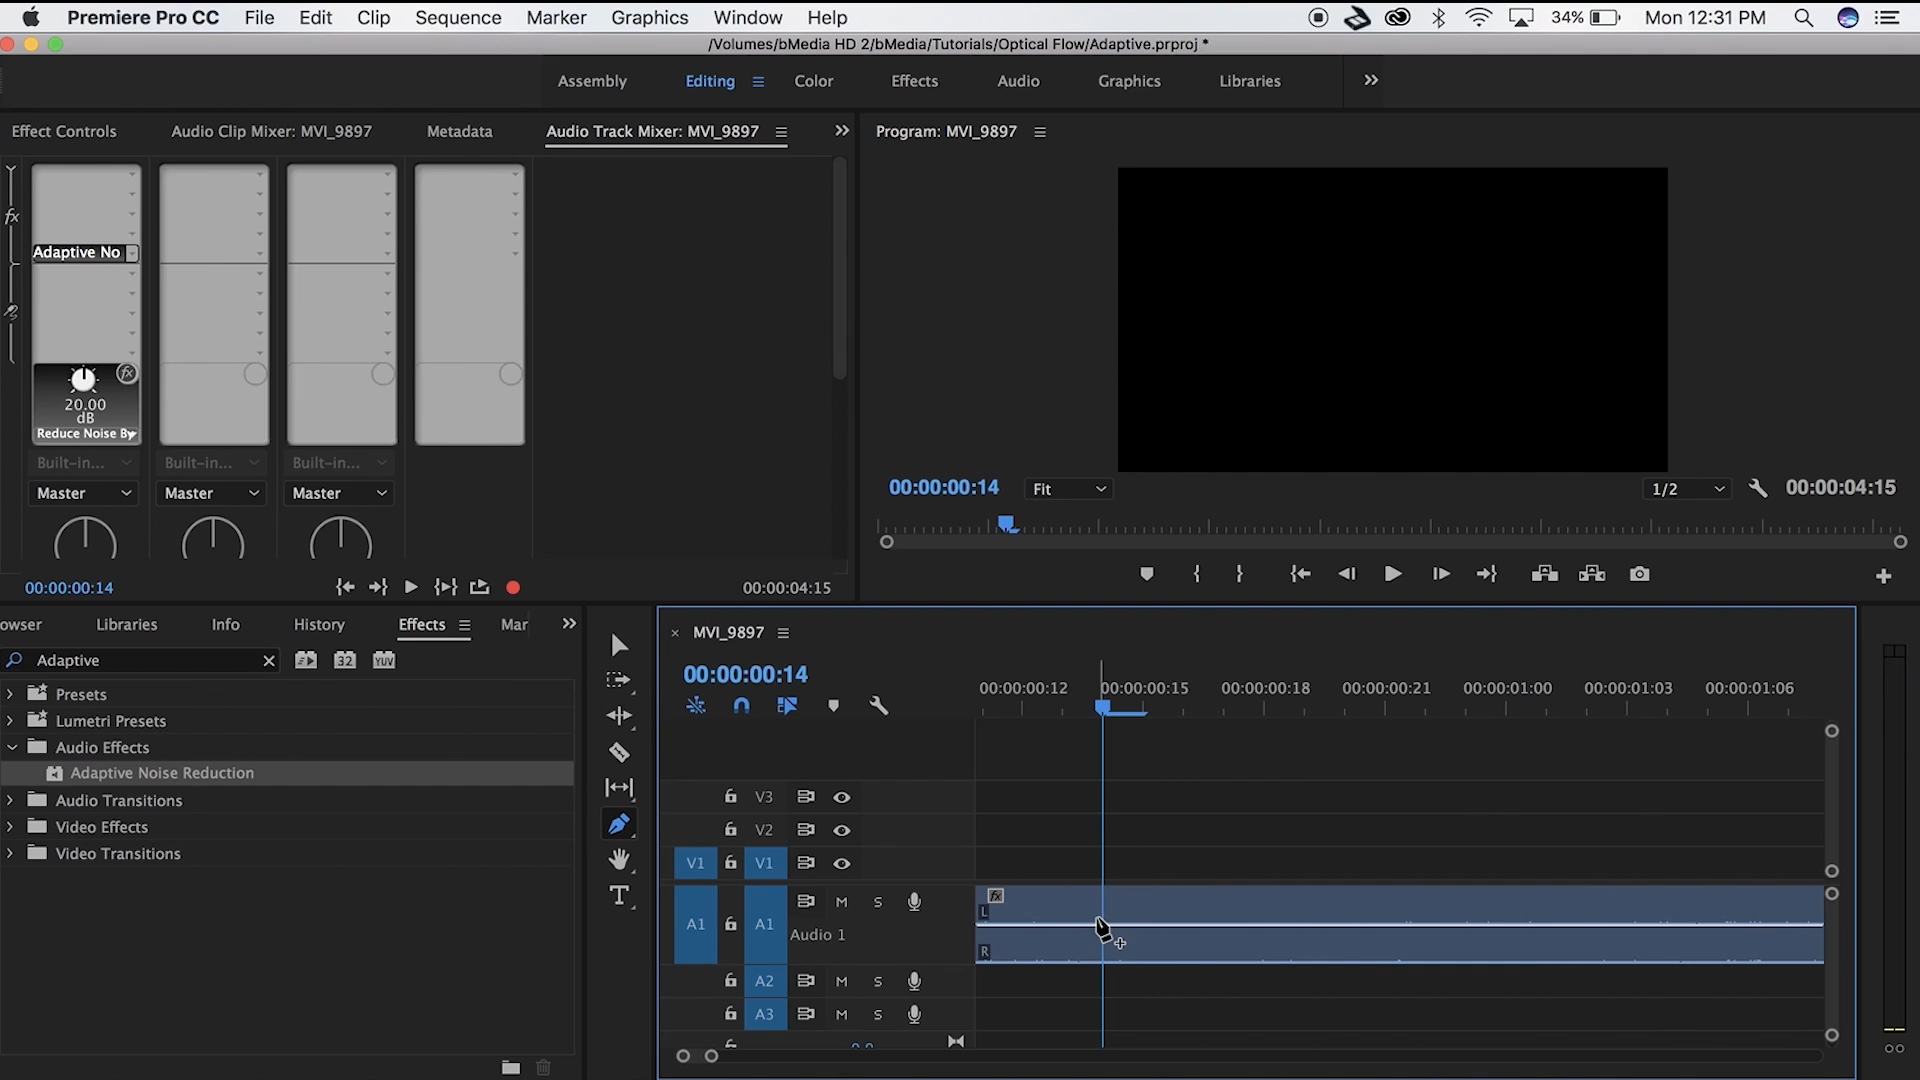 Premiere Pro CC File Edit Clip Sequence Marker Graphics Window Help 34% Mon 12:31 PM
/Volumes/bMedia HD 2/bMedia/Tutorials/Optical Flow/Adaptive.prproj *
Assembly Editing Color Effects Audio Graphics Libraries
Effect Controls Audio Clip Mixer: MVI_9897 Metadata Audio Track Mixer: MVI_9897
Program: MVI_9897
fx
Adaptive No
fx
20.00
dB
Reduce Noise By
Built-in... Built-in... Built-in...
Master Master Master
00:00:00:14 00:00:04:15
00:00:00:14 Fit 1/2 00:00:04:15
owser Libraries Info History Effects Mar
Adaptive 32 YUV
Presets
Lumetri Presets
Audio Effects
Adaptive Noise Reduction
Audio Transitions
Video Effects
Video Transitions
T
× MVI_9897
00:00:00:14
00:00:00:12 00:00:00:15 00:00:00:18 00:00:00:21 00:00:01:00 00:00:01:03 00:00:01:06
V3
V2
V1 V1
A1 A1 M S
Audio 1
fx
L
R
A2 M S
A3 M S